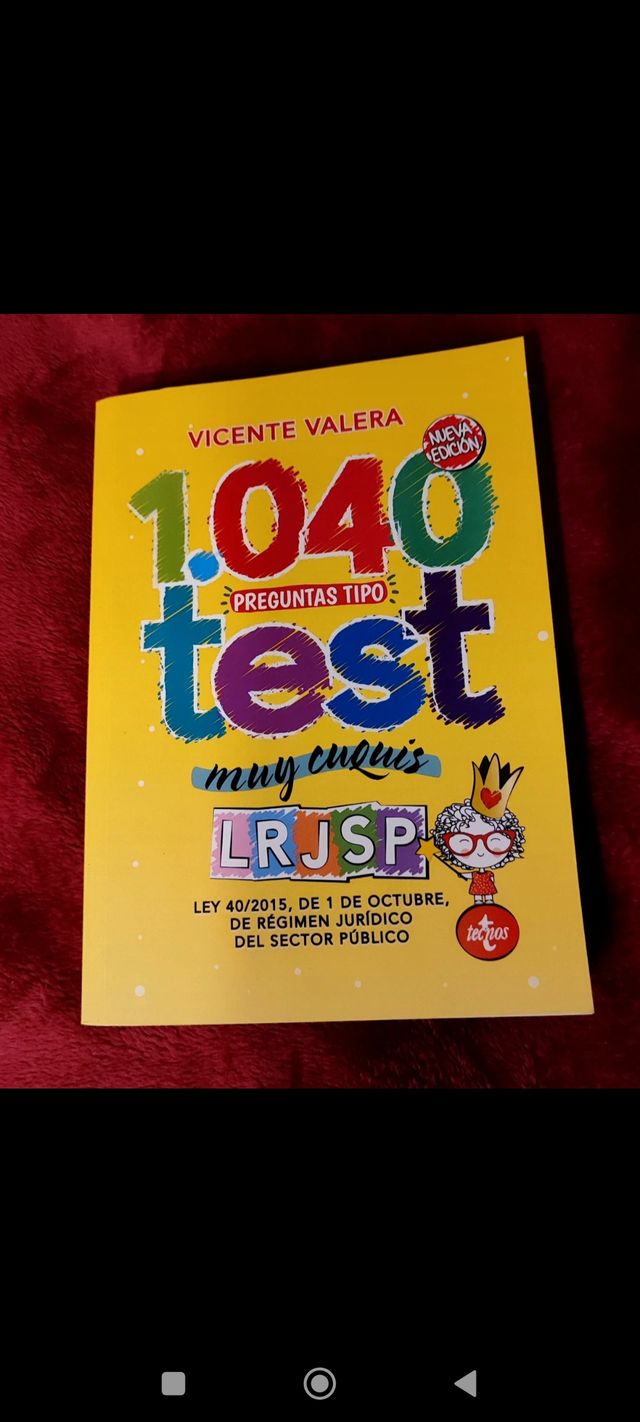 VICENTE VALERA
NUEVA
EDICIÓN
1.040
PREGUNTAS TIPO
test
muy cuquis
LRJSP
LEY 40/2015, DE 1 DE OCTUBRE,
DE RÉGIMEN JURÍDICO
DEL SECTOR PÚBLICO
tecnos